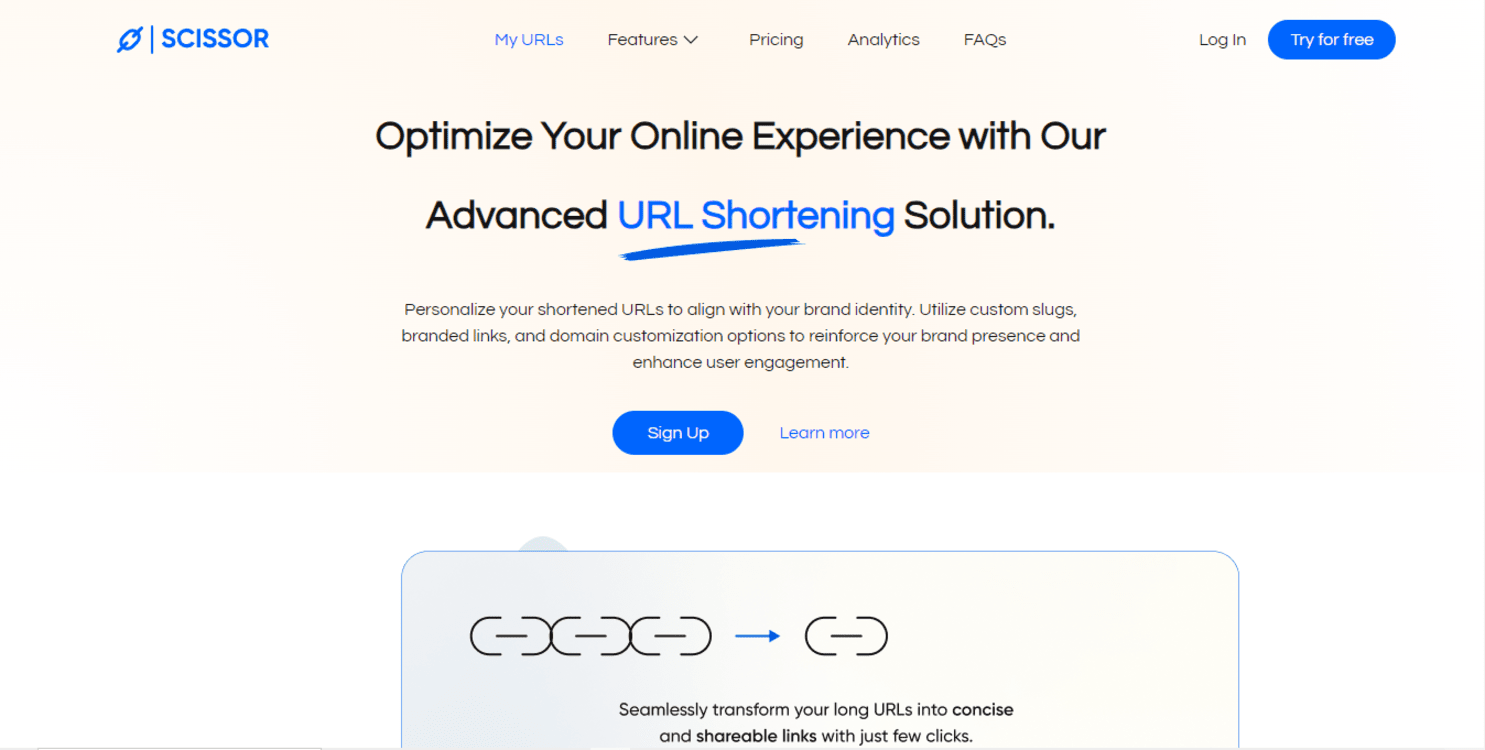 SCISSOR
My URLs
Features
Pricing
Analytics
FAQs
Log In
Try for free
Optimize Your Online Experience with Our
Advanced URL Shortening Solution.
Personalize your shortened URLs to align with your brand identity. Utilize custom slugs,
branded links, and domain customization options to reinforce your brand presence and
enhance user engagement.
Sign Up
Learn more
Seamlessly transform your long URLs into concise
and shareable links with just few clicks.